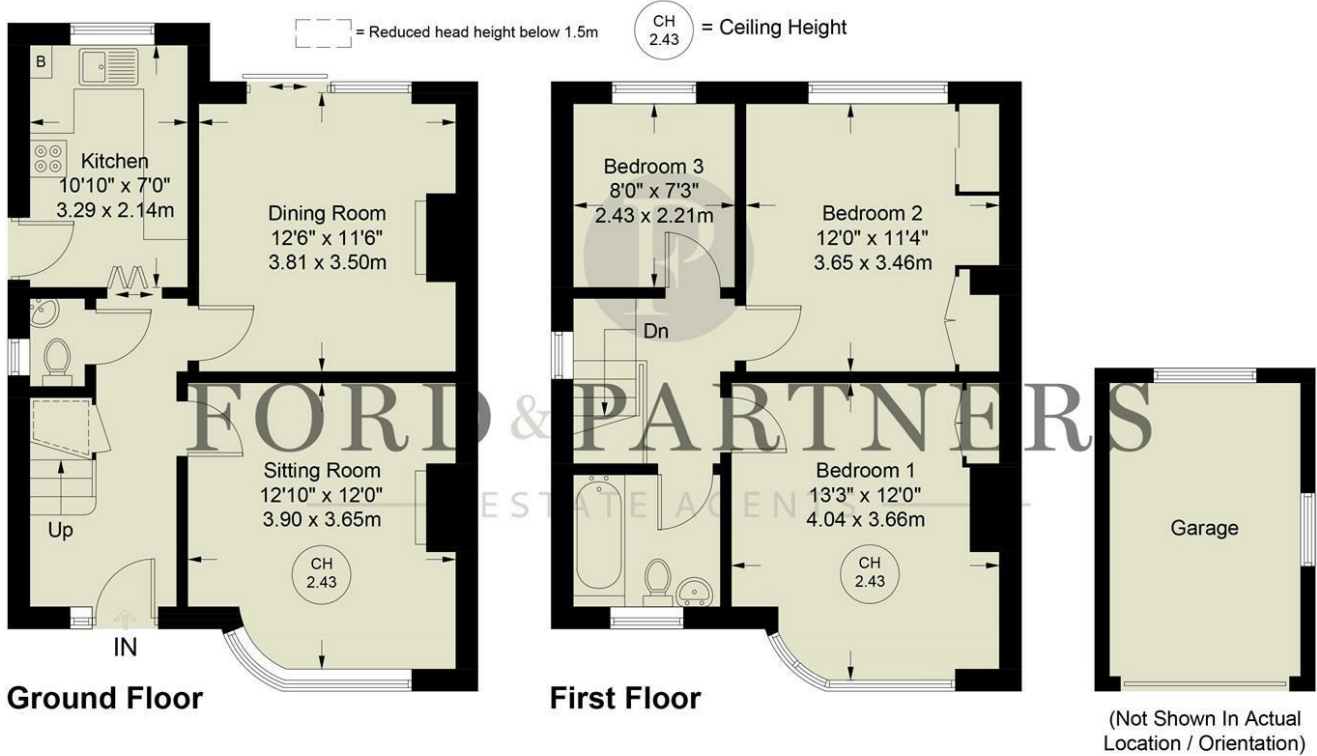 = Reduced head height below 1.5m
CH
2.43
= Ceiling Height
B
Kitchen
10'10" x 7'0"
3.29 x 2.14m
Dining Room
12'6" x 11'6"
3.81 x 3.50m
Bedroom 3
8'0" x 7'3"
2.43 x 2.21m
Bedroom 2
12'0" x 11'4"
3.65 x 3.46m
Dn
FORD & PARTNERS
ESTATE AGENTS
Sitting Room
12'10" x 12'0"
3.90 x 3.65m
CH
2.43
Up
IN
Bedroom 1
13'3" x 12'0"
4.04 x 3.66m
CH
2.43
Garage
Ground Floor
First Floor
(Not Shown In Actual
Location / Orientation)